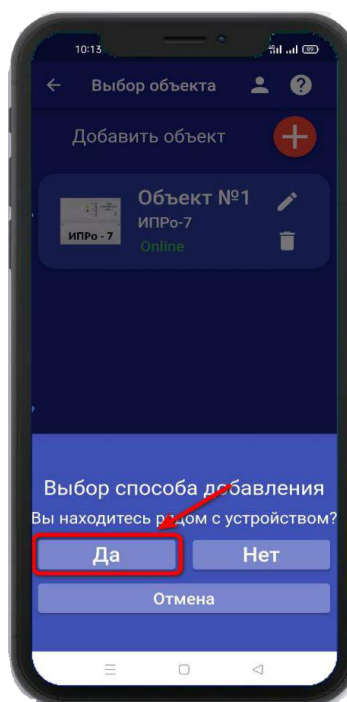 10:13
Выбор объекта
Добавить объект
Объект №1
ИПРо-7
ИПРо - 7
Online
Выбор способа добавления
Вы находитесь рядом с устройством?
Да
Нет
Отмена